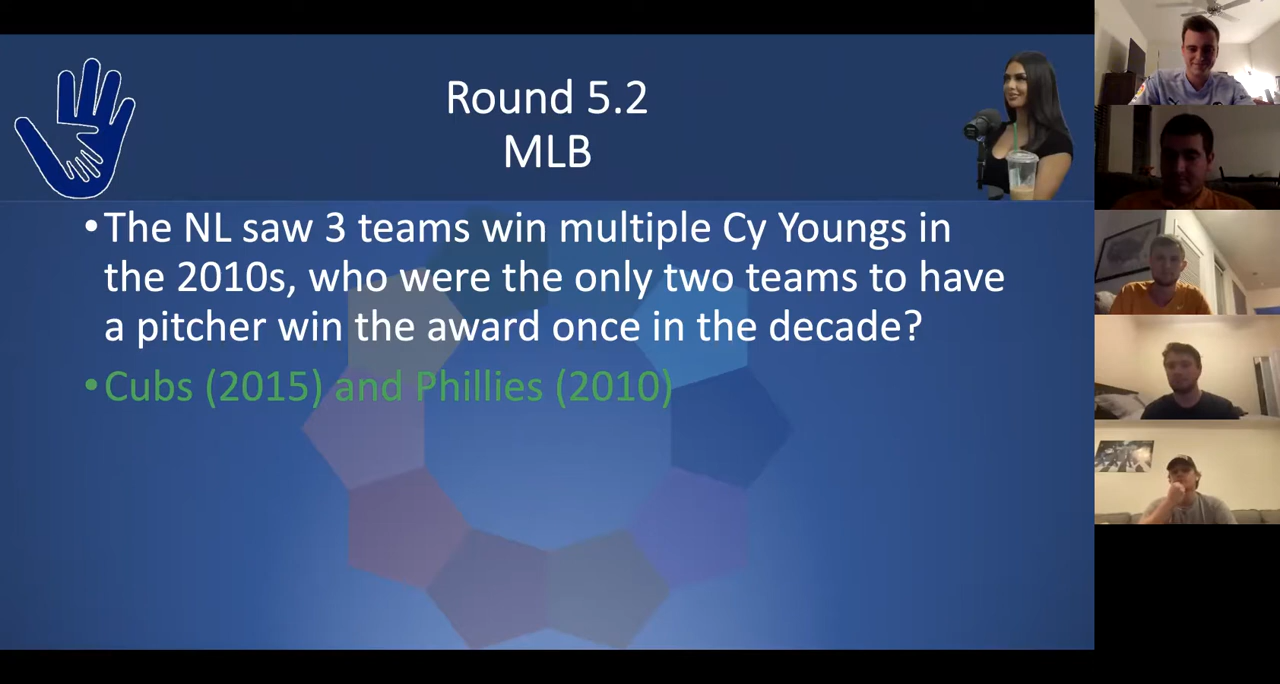 Round 5.2
MLB
•The NL saw 3 teams win multiple Cy Youngs in
the 2010s, who were the only two teams to have
a pitcher win the award once in the decade?
•Cubs (2015) and Phillies (2010)